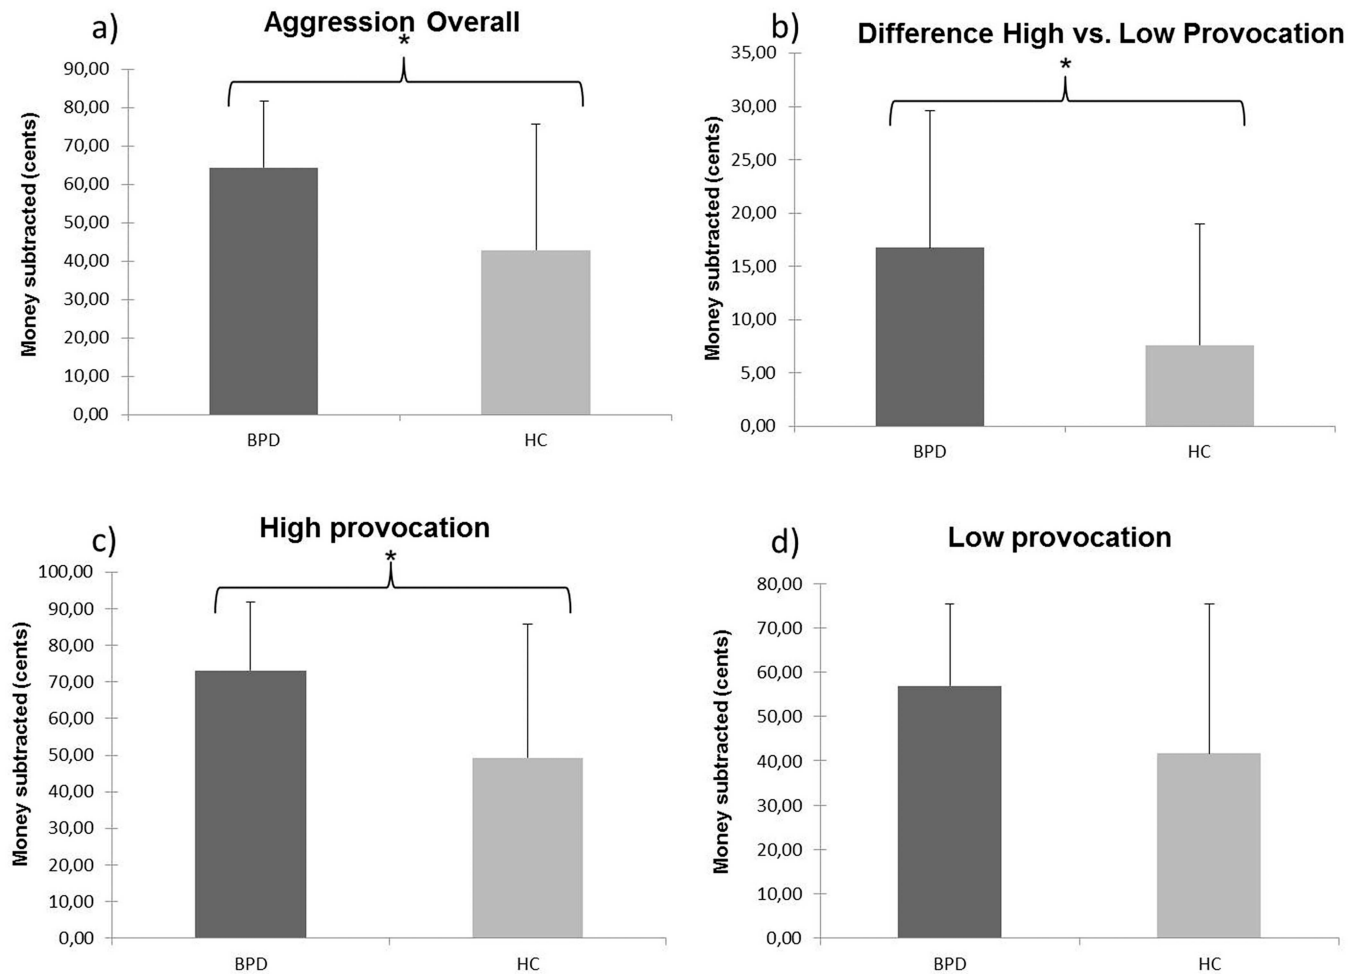 a)
Aggression Overall
*
90,00
80,00
70,00
60,00
50,00
40,00
30,00
20,00
10,00
0,00
Money subtracted (cents)
BPD
HC
b)
Difference High vs. Low Provocation
*
35,00
30,00
25,00
20,00
15,00
10,00
5,00
0,00
Money subtracted (cents)
BPD
HC
c)
High provocation
*
100,00
90,00
80,00
70,00
60,00
50,00
40,00
30,00
20,00
10,00
0,00
Money subtracted (cents)
BPD
HC
d)
Low provocation
80,00
70,00
60,00
50,00
40,00
30,00
20,00
10,00
0,00
Money subtracted (cents)
BPD
HC